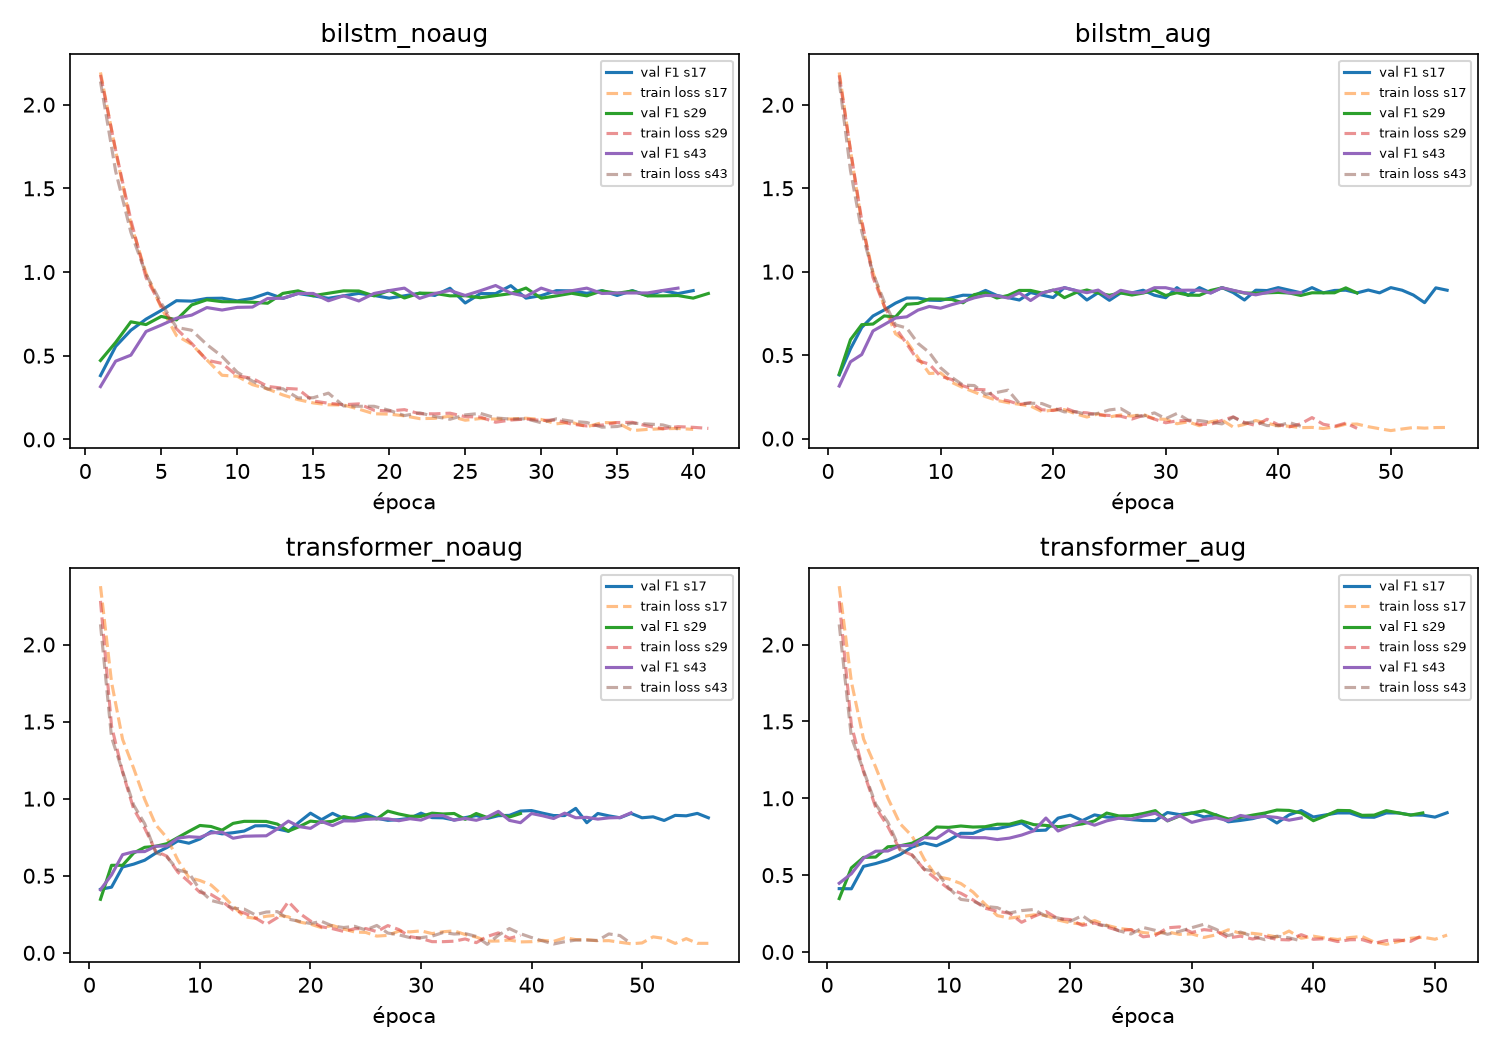 bilstm_noaug
2.0
1.5
1.0
0.5
0.0
val F1 s17
train loss s17
val F1 s29
train loss s29
val F1 s43
train loss s43
0 5 10 15 20 25 30 35 40
época
bilstm_aug
2.0
1.5
1.0
0.5
0.0
val F1 s17
train loss s17
val F1 s29
train loss s29
val F1 s43
train loss s43
0 10 20 30 40 50
época
transformer_noaug
2.0
1.5
1.0
0.5
0.0
val F1 s17
train loss s17
val F1 s29
train loss s29
val F1 s43
train loss s43
0 10 20 30 40 50
época
transformer_aug
2.0
1.5
1.0
0.5
0.0
val F1 s17
train loss s17
val F1 s29
train loss s29
val F1 s43
train loss s43
0 10 20 30 40 50
época